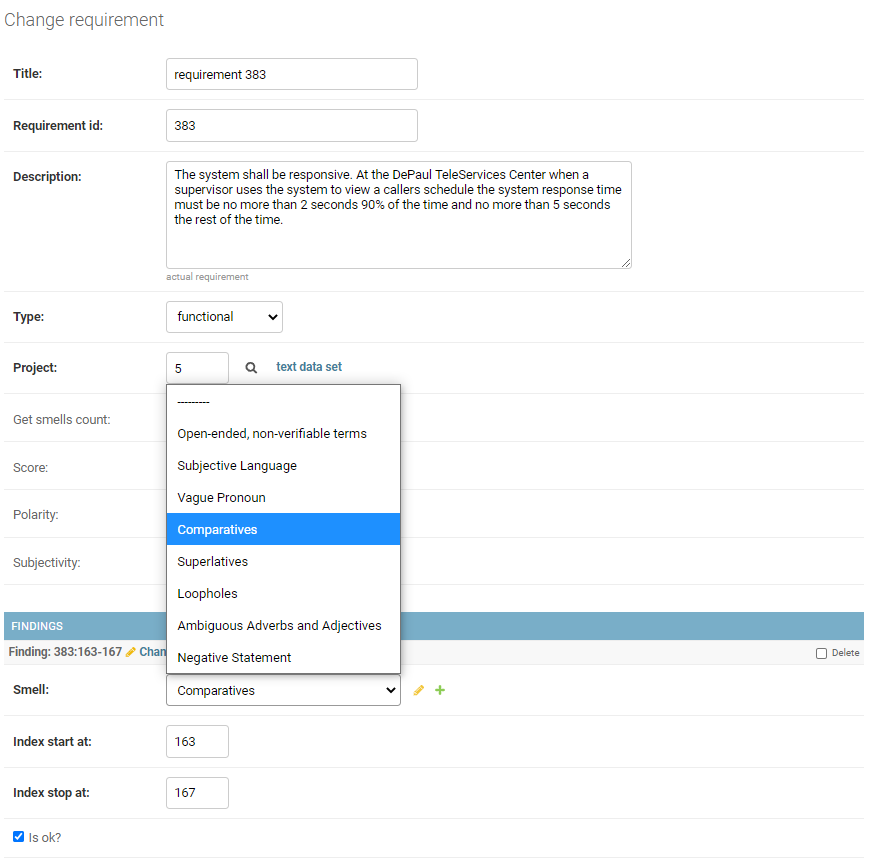 Change requirement
Title:
requirement 383
Requirement id:
383
Description:
The system shall be responsive. At the DePaul TeleServices Center when a
supervisor uses the system to view a callers schedule the system response time
must be no more than 2 seconds 90% of the time and no more than 5 seconds
the rest of the time.
actual requirement
Type:
functional
Project:
5
text data set
Get smells count:
Score:
Polarity:
Subjectivity:
---------
Open-ended, non-verifiable terms
Subjective Language
Vague Pronoun
Comparatives
Superlatives
Loopholes
Ambiguous Adverbs and Adjectives
Negative Statement
FINDINGS
Finding: 383:163-167 Chan
Delete
Smell:
Comparatives
Index start at:
163
Index stop at:
167
Is ok?